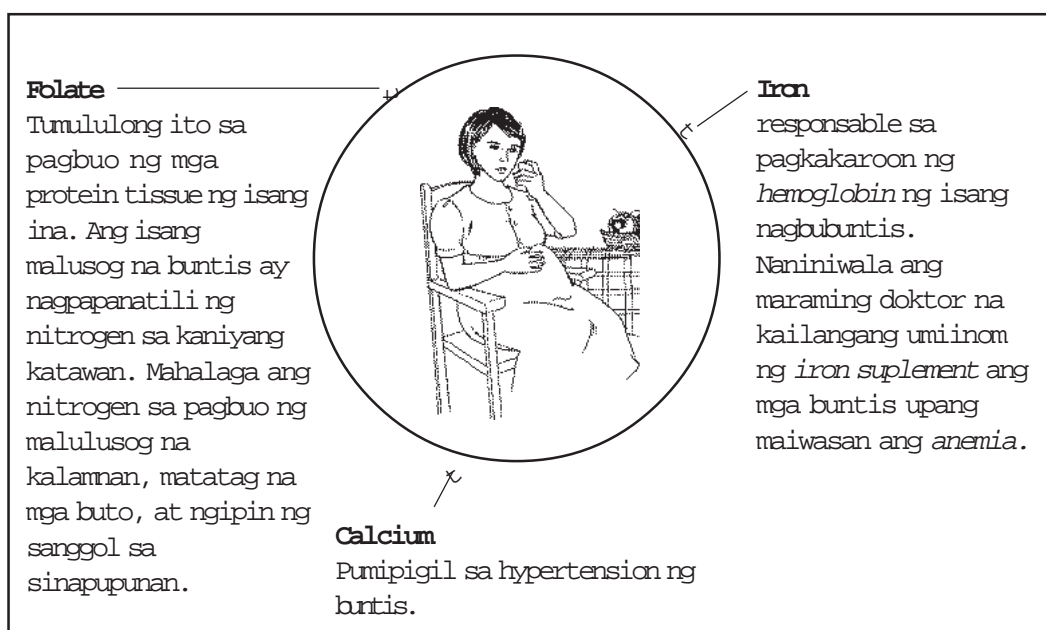 Folate
Tumululong ito sa
pagbuo ng mga
protein tissue ng isang
ina. Ang isang
malusog na buntis ay
nagpapanatili ng
nitrogen sa kaniyang
katawan. Mahalaga ang
nitrogen sa pagbuo ng
malulusog na
kalamnan, matatag na
mga buto, at ngipin ng
sanggol sa
sinapupunan.
Iron
responsable sa
pagkakaroon ng
hemoglobin ng isang
nagbubuntis.
Naniniwala ang
maraming doktor na
kailangang umiinom
ng iron suplement ang
mga buntis upang
maiwasan ang anemia.
Calcium
Pumipigil sa hypertension ng
buntis.